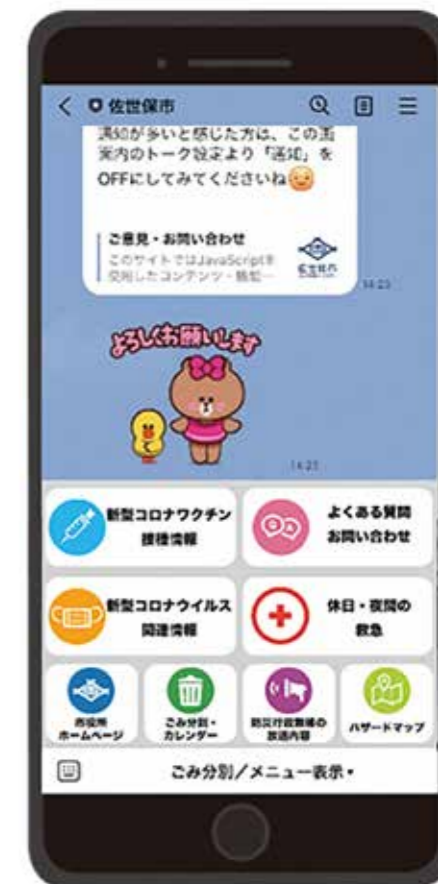 佐世保市
通知が多いと感じた方は、この画
面内のトーク設定より「通知」を
OFFにしてみてくださいね
ご意見・お問い合わせ
このサイトではJavaScriptを
使用したコンテンツ・機能…
佐世保市
14:23
よろしくお願いします
14:23
新型コロナワクチン
接種情報
よくある質問
お問い合わせ
Q
A
新型コロナウイルス
関連情報
休日・夜間の
救急
市役所
ホームページ
ごみ分別・
カレンダー
防災行政無線の
放送内容
ハザードマップ
ごみ分別/メニュー表示▾